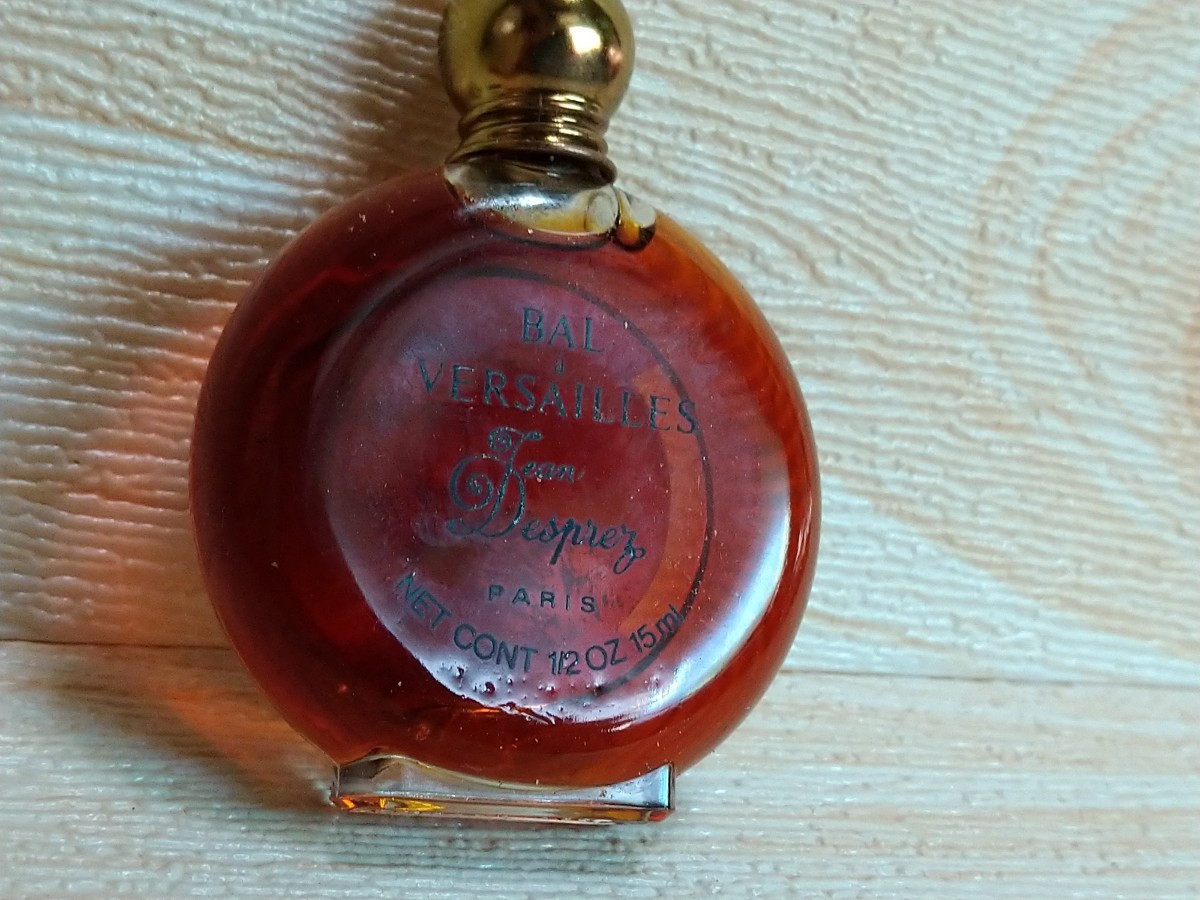 BAL
à
VERSAILLES
Jean
Desprez
PARIS
NET CONT 1/2 OZ 15 ml